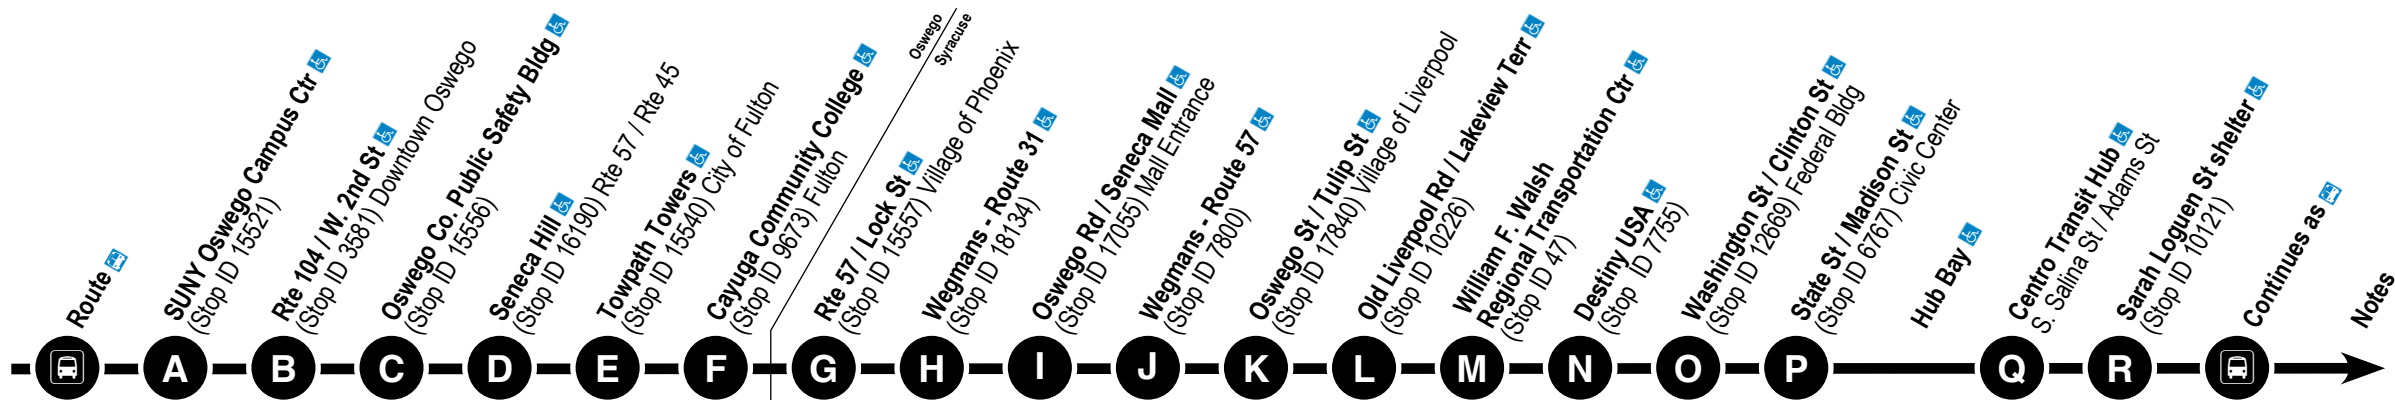 Route
SUNY Oswego Campus Ctr
(Stop ID 15521)
Rte 104 / W. 2nd St
(Stop ID 3581) Downtown Oswego
Oswego Co. Public Safety Bldg
(Stop ID 15556)
Seneca Hill
(Stop ID 16190) Rte 57 / Rte 45
Towpath Towers
(Stop ID 15540) City of Fulton
Cayuga Community College
(Stop ID 9673) Fulton
Oswego
Syracuse
Rte 57 / Lock St
(Stop ID 15557) Village of Phoenix
Wegmans - Route 31
(Stop ID 18134)
Oswego Rd / Seneca Mall
(Stop ID 17055) Mall Entrance
Wegmans - Route 57
(Stop ID 7800)
Oswego St / Tulip St
(Stop ID 17840) Village of Liverpool
Old Liverpool Rd / Lakeview Terr
(Stop ID 10226)
William F. Walsh
Regional Transportation Ctr
(Stop ID 47)
Destiny USA
(Stop ID 7755)
Washington St / Clinton St
(Stop ID 12669) Federal Bldg
State St / Madison St
(Stop ID 6767) Civic Center
Hub Bay
Centro Transit Hub
S. Salina St / Adams St
Sarah Loguen St shelter
(Stop ID 10121)
Continues as
Notes
A B C D E F G H I J K L M N O P Q R